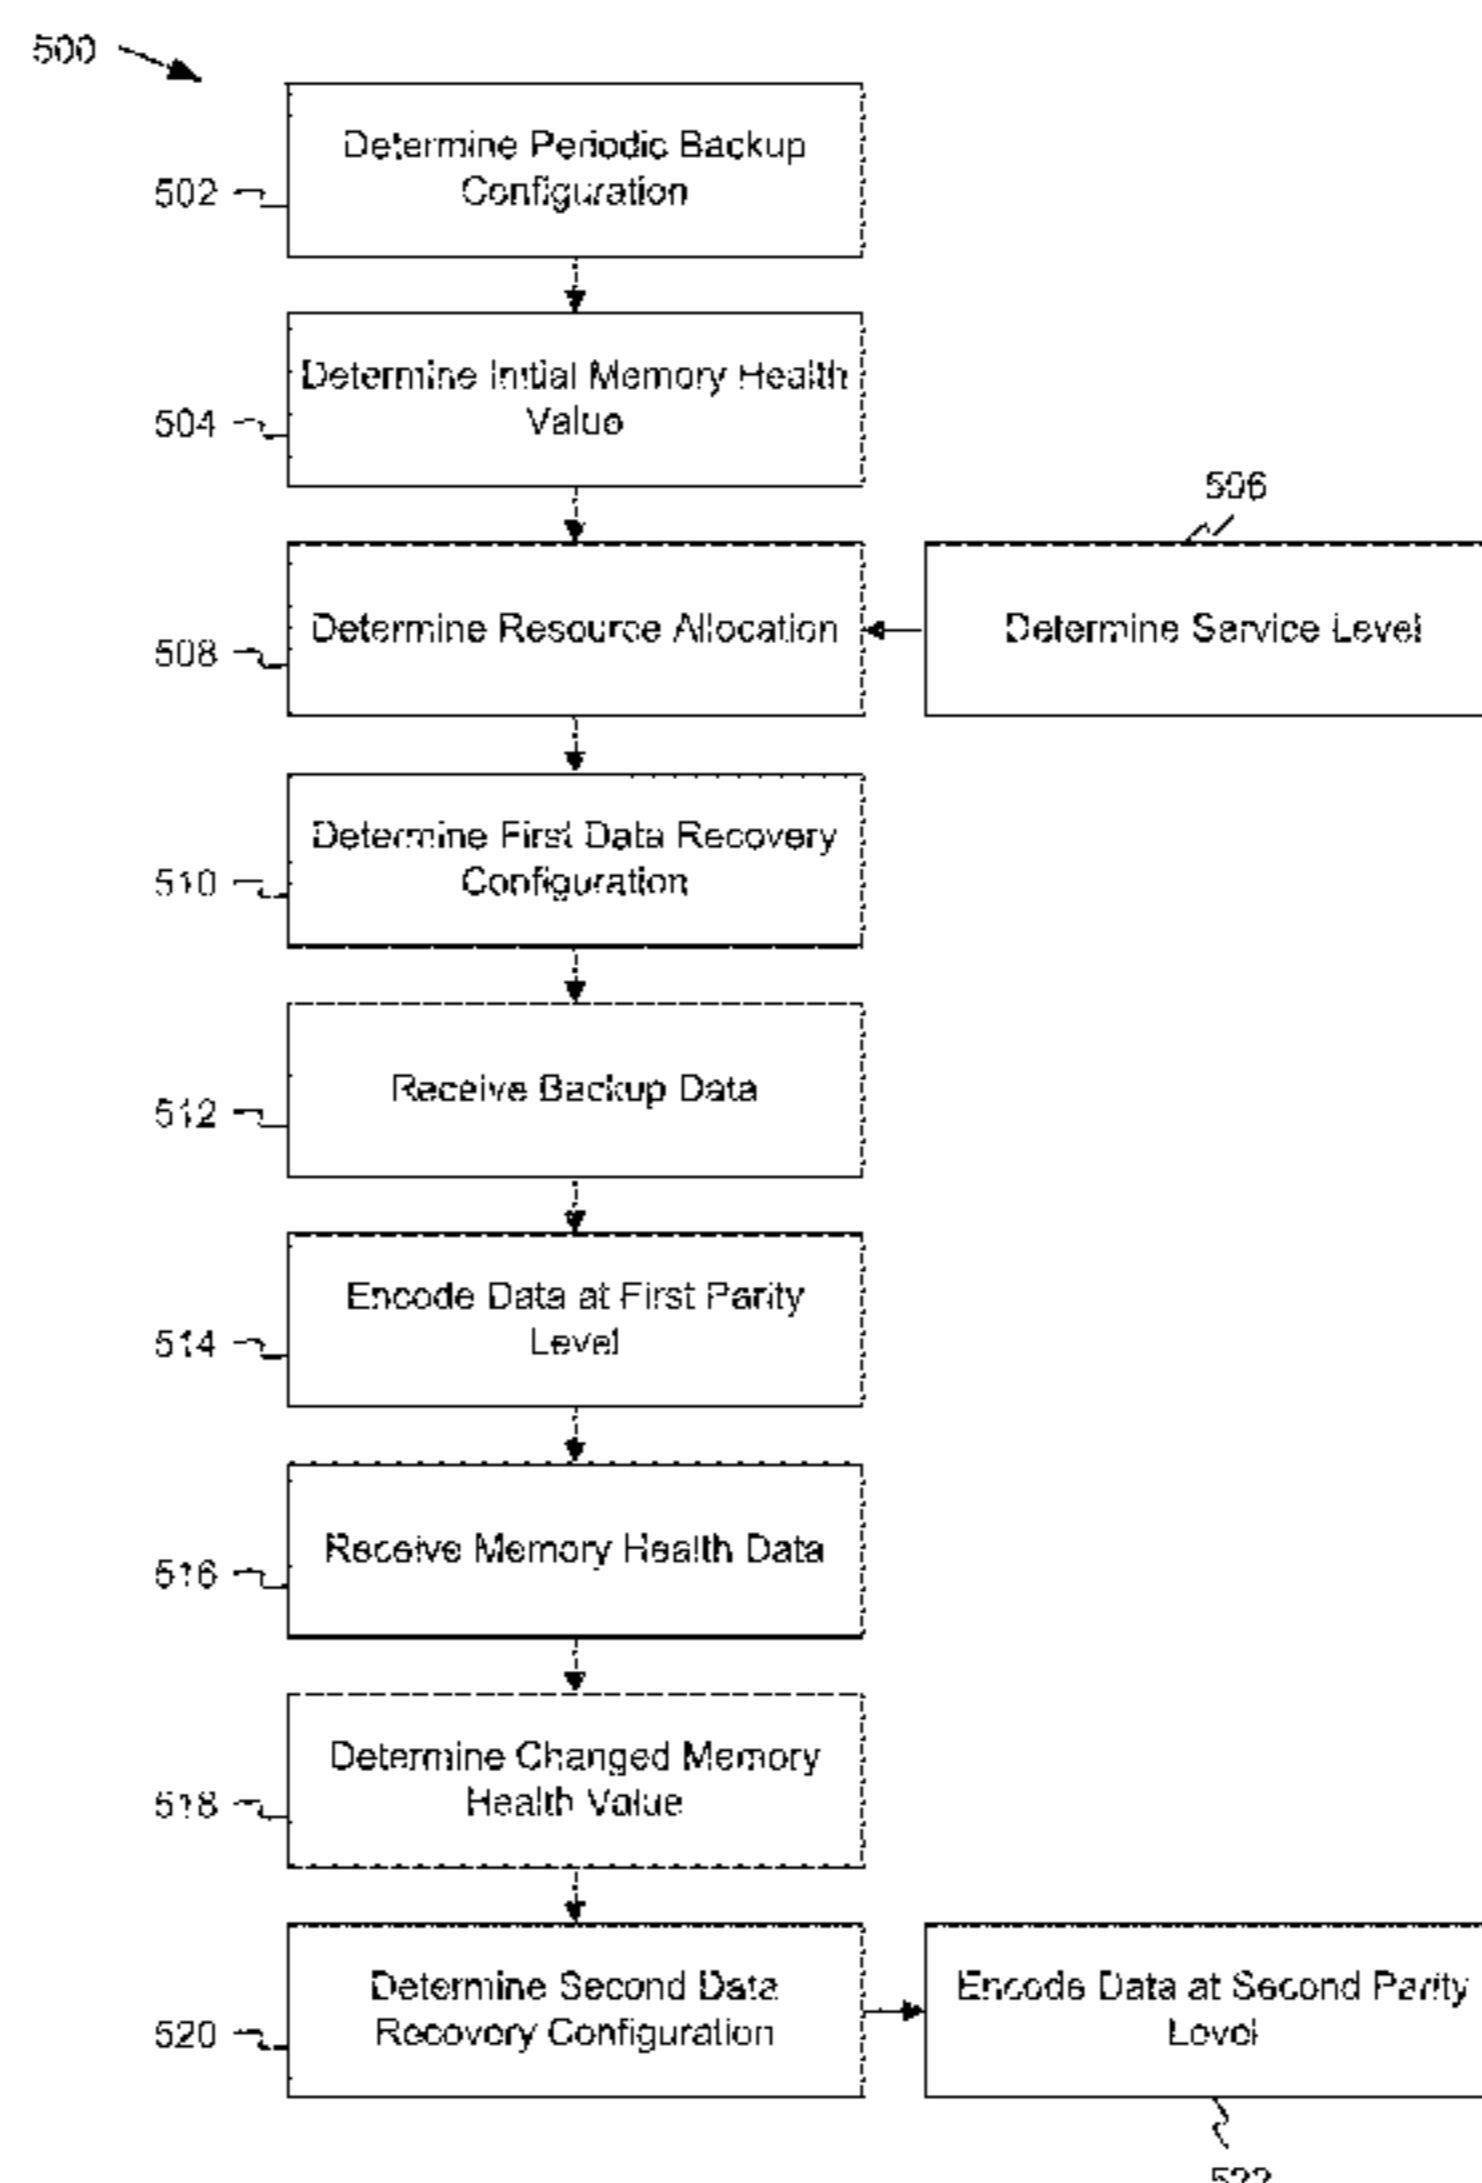 500
Determine Periodic Backup
Configuration
502
Determine Initial Memory Health
Value
504
506
Determine Resource Allocation
Determine Service Level
508
Determine First Data Recovery
Configuration
510
Receive Backup Data
512
Encode Data at First Parity
Level
514
Receive Memory Health Data
516
Determine Changed Memory
Health Value
518
Determine Second Data
Recovery Configuration
Encode Data at Second Parity
Level
520
522